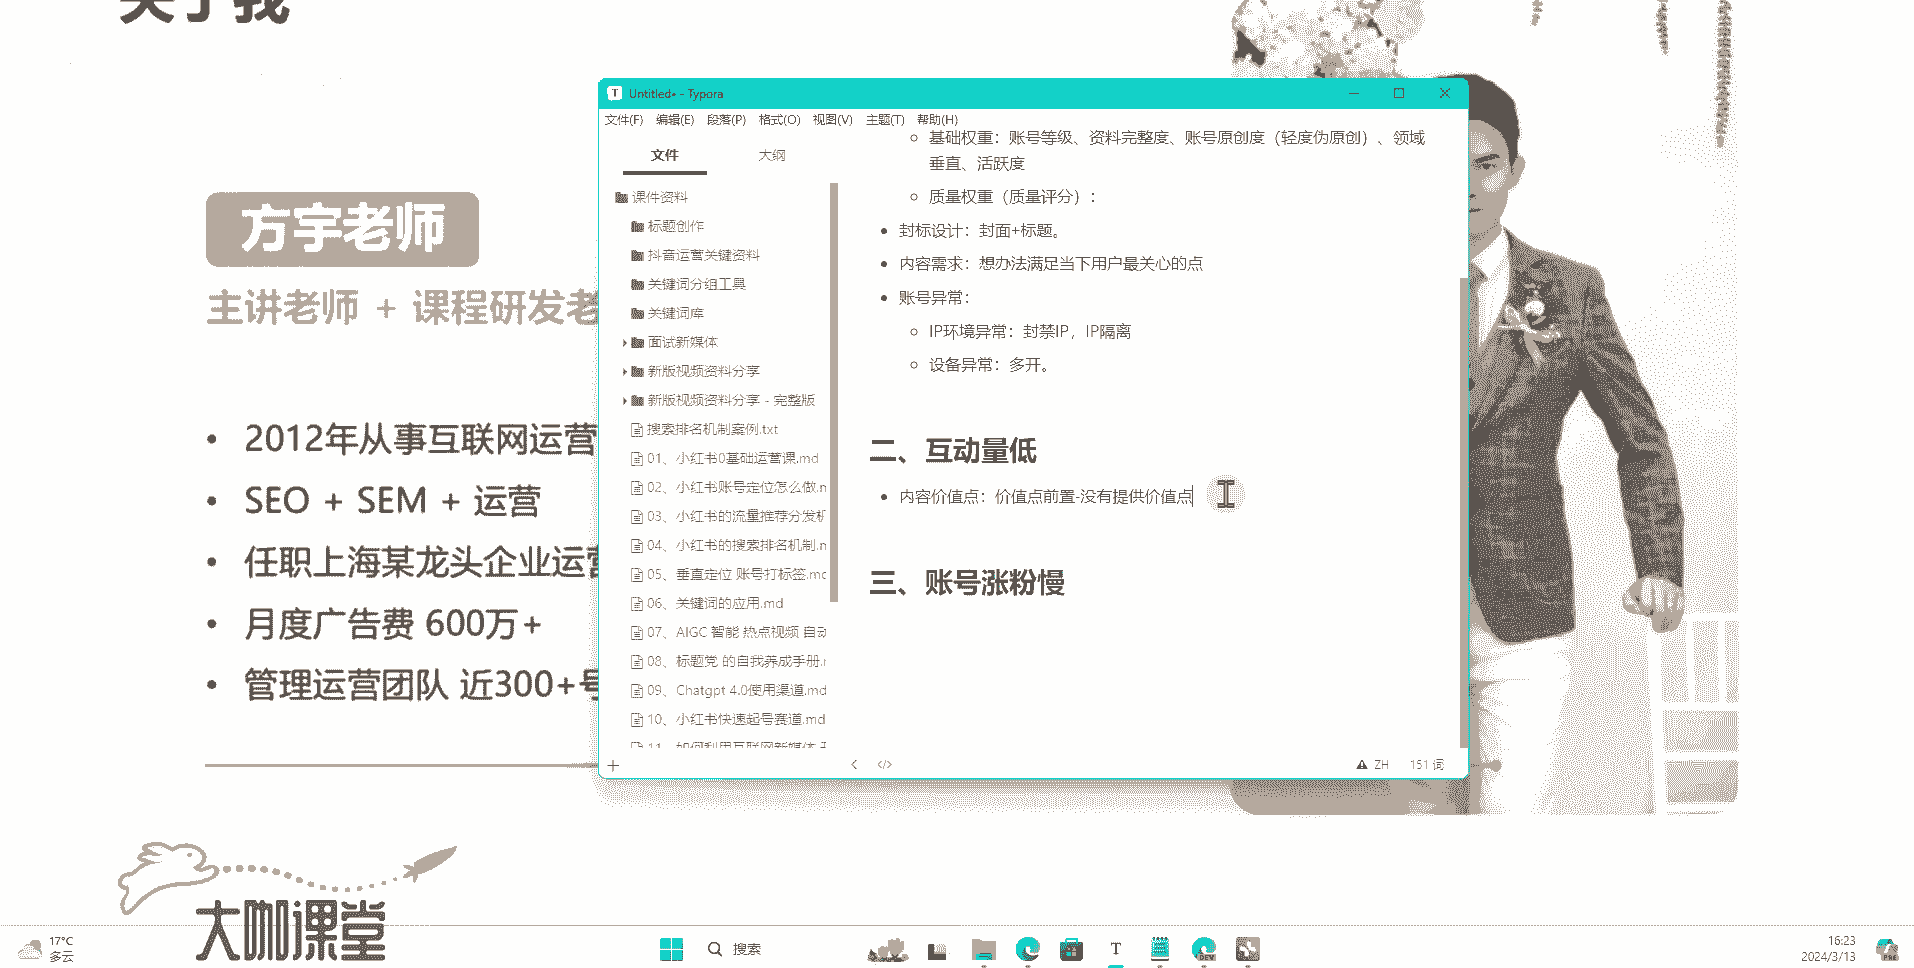 关于我
方宇老师
主讲老师 + 课程研发老
• 2012年从事互联网运营
• SEO + SEM + 运营
• 任职上海某龙头企业运营
• 月度广告费 600万+
• 管理运营团队 近300+号
大咖课堂
Untitled• - Typora
文件(F) 编辑(E) 段落(P) 格式(O) 视图(V) 主题(T) 帮助(H)
文件 大纲
课件资料
标题创作
抖音运营关键资料
关键词分组工具
关键词库
面试新媒体
新版视频资料分享
新版视频资料分享 - 完整版
搜索排名机制案例.txt
01、小红书0基础运营课.md
02、小红书账号定位怎么做.m
03、小红书的流量推荐分发机
04、小红书的搜索排名机制.m
05、垂直定位 账号打标签.md
06、关键词的应用.md
07、AIGC 智能 热点视频 自动
08、标题党 的自我养成手册.m
09、Chatgpt 4.0使用渠道.md
10、小红书快速起号赛道.md
11、如何利用互联网新媒体
基础权重：账号等级、资料完整度、账号原创度（轻度伪原创）、领域
垂直、活跃度
质量权重（质量评分）：
封标设计：封面+标题。
内容需求：想办法满足当下用户最关心的点
账号异常：
IP环境异常：封禁IP，IP隔离
设备异常：多开。
二、互动量低
内容价值点：价值点前置-没有提供价值点
三、账号涨粉慢
ZH 151 词
17°C
多云
搜索
16:23
2024/3/13